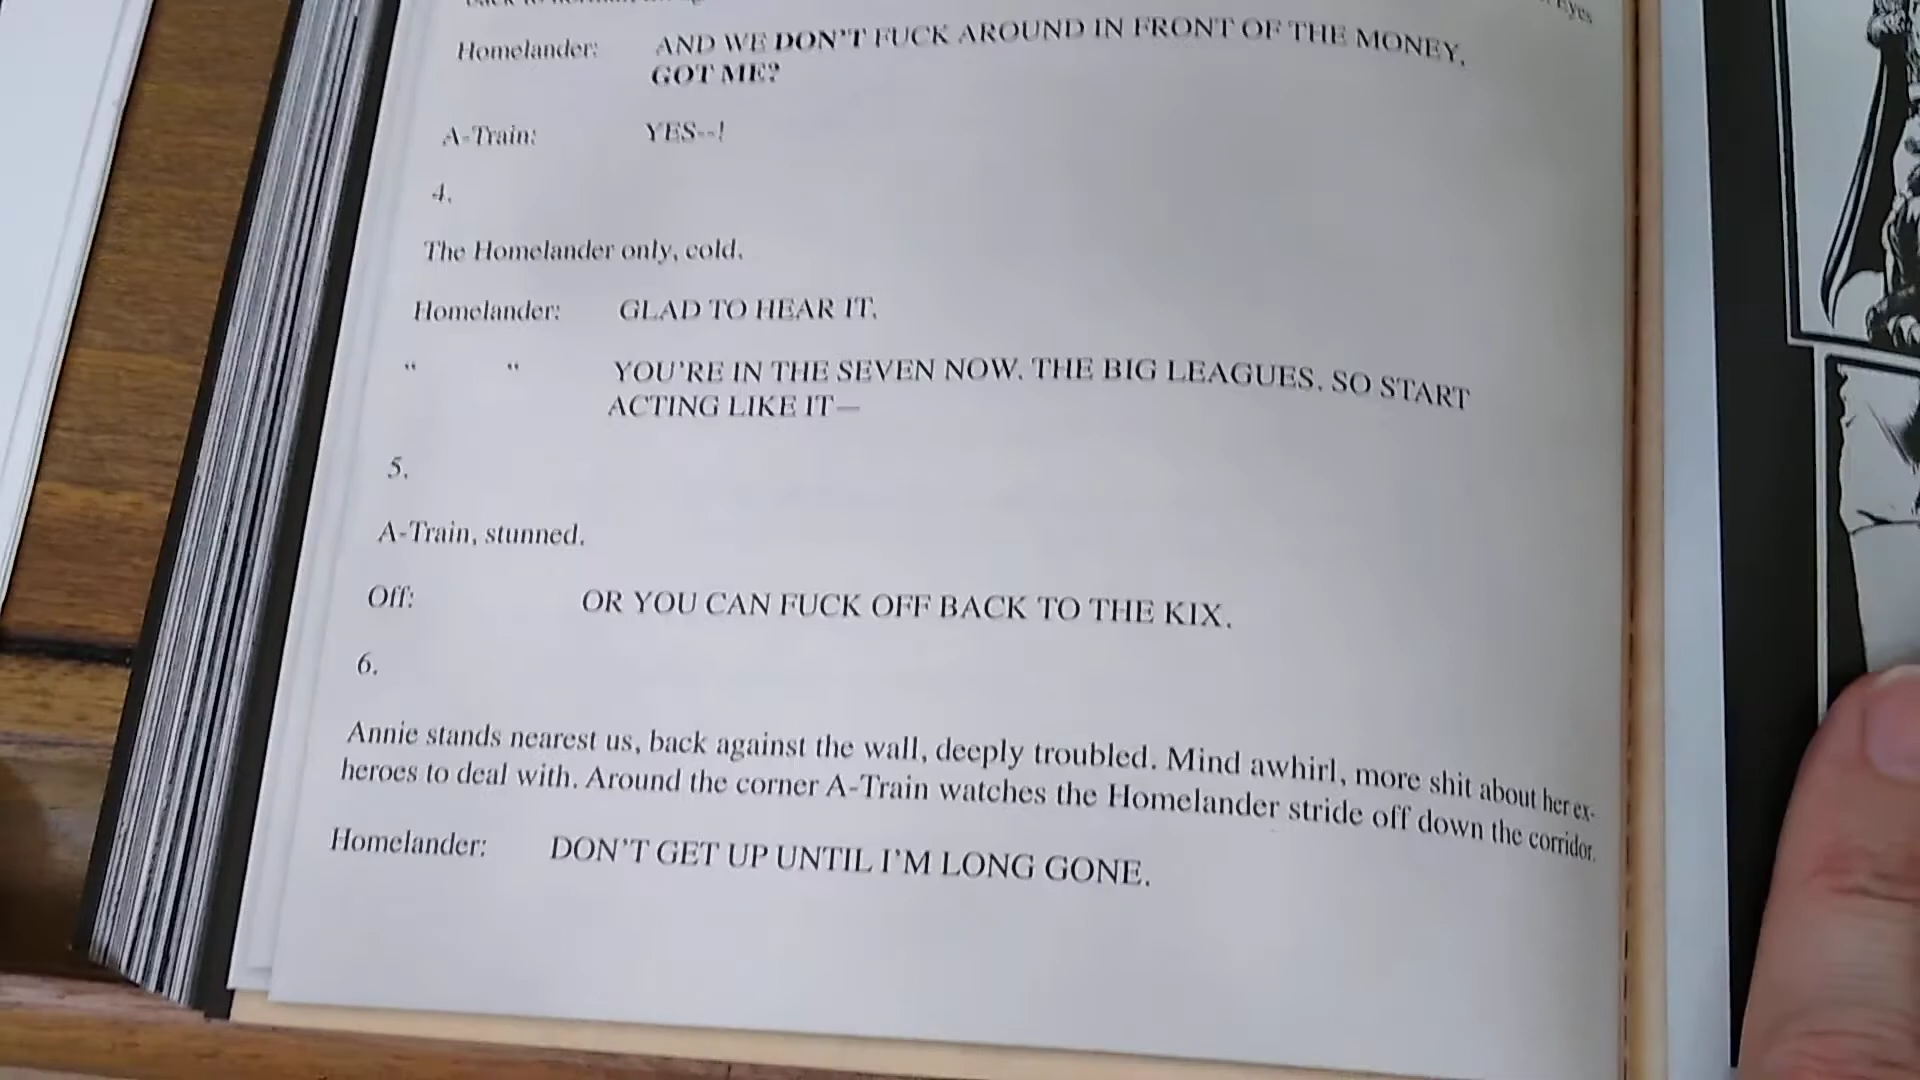 Eyes
Homelander: AND WE DON'T FUCK AROUND IN FRONT OF THE MONEY.
GOT ME?
A-Train: YES--!
4.
The Homelander only, cold.
Homelander: GLAD TO HEAR IT.
“ “ YOU'RE IN THE SEVEN NOW. THE BIG LEAGUES. SO START
ACTING LIKE IT—
5.
A-Train, stunned.
Off: OR YOU CAN FUCK OFF BACK TO THE KIX.
6.
Annie stands nearest us, back against the wall, deeply troubled. Mind awhirl, more shit about her ex-
heroes to deal with. Around the corner A-Train watches the Homelander stride off down the corridor.
Homelander: DON'T GET UP UNTIL I'M LONG GONE.